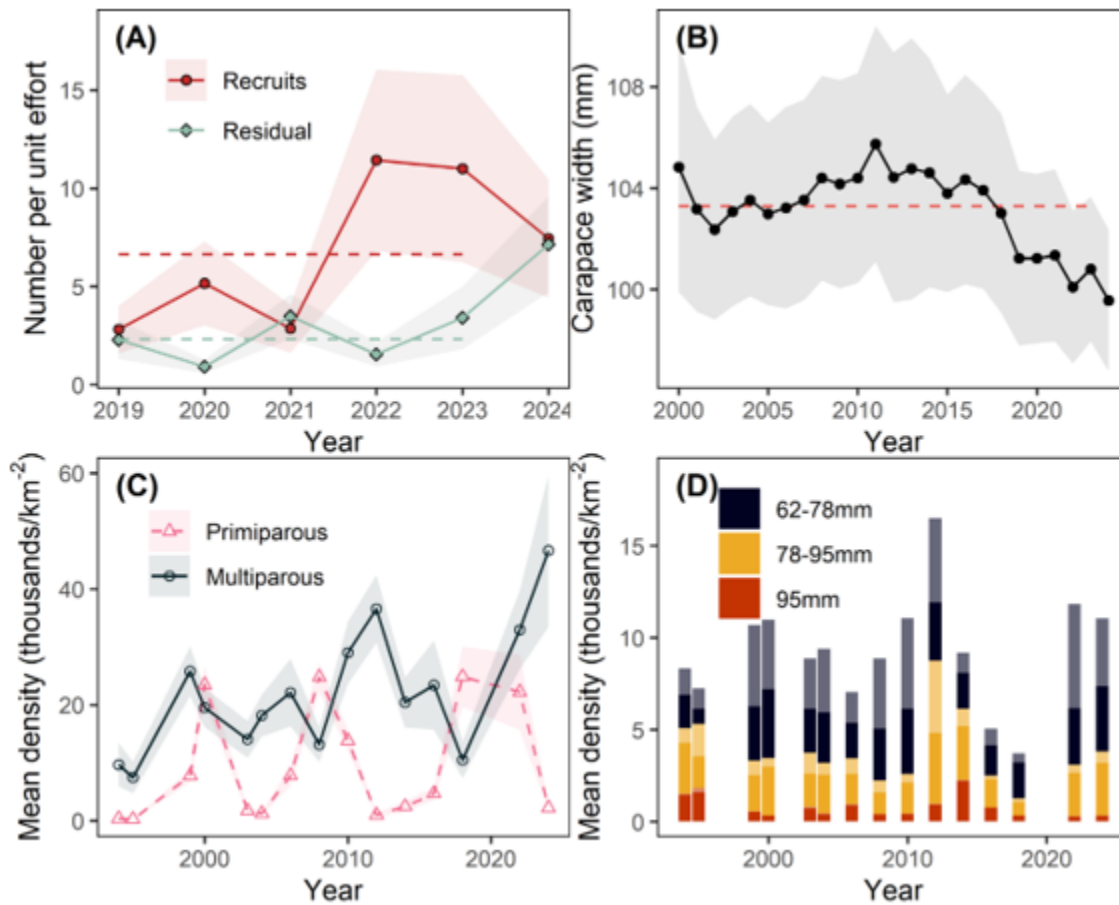 (A)
Recruits
Residual
Number per unit effort
15
10
5
0
2019 2020 2021 2022 2023 2024
Year
(B)
Carapace width (mm)
108
104
100
2000 2005 2010 2015 2020
Year
(C)
Primiparous
Multiparous
Mean density (thousands/km⁻²)
60
40
20
0
2000 2010 2020
Year
(D)
62-78mm
78-95mm
95mm
Mean density (thousands/km⁻²)
15
10
5
0
2000 2010 2020
Year